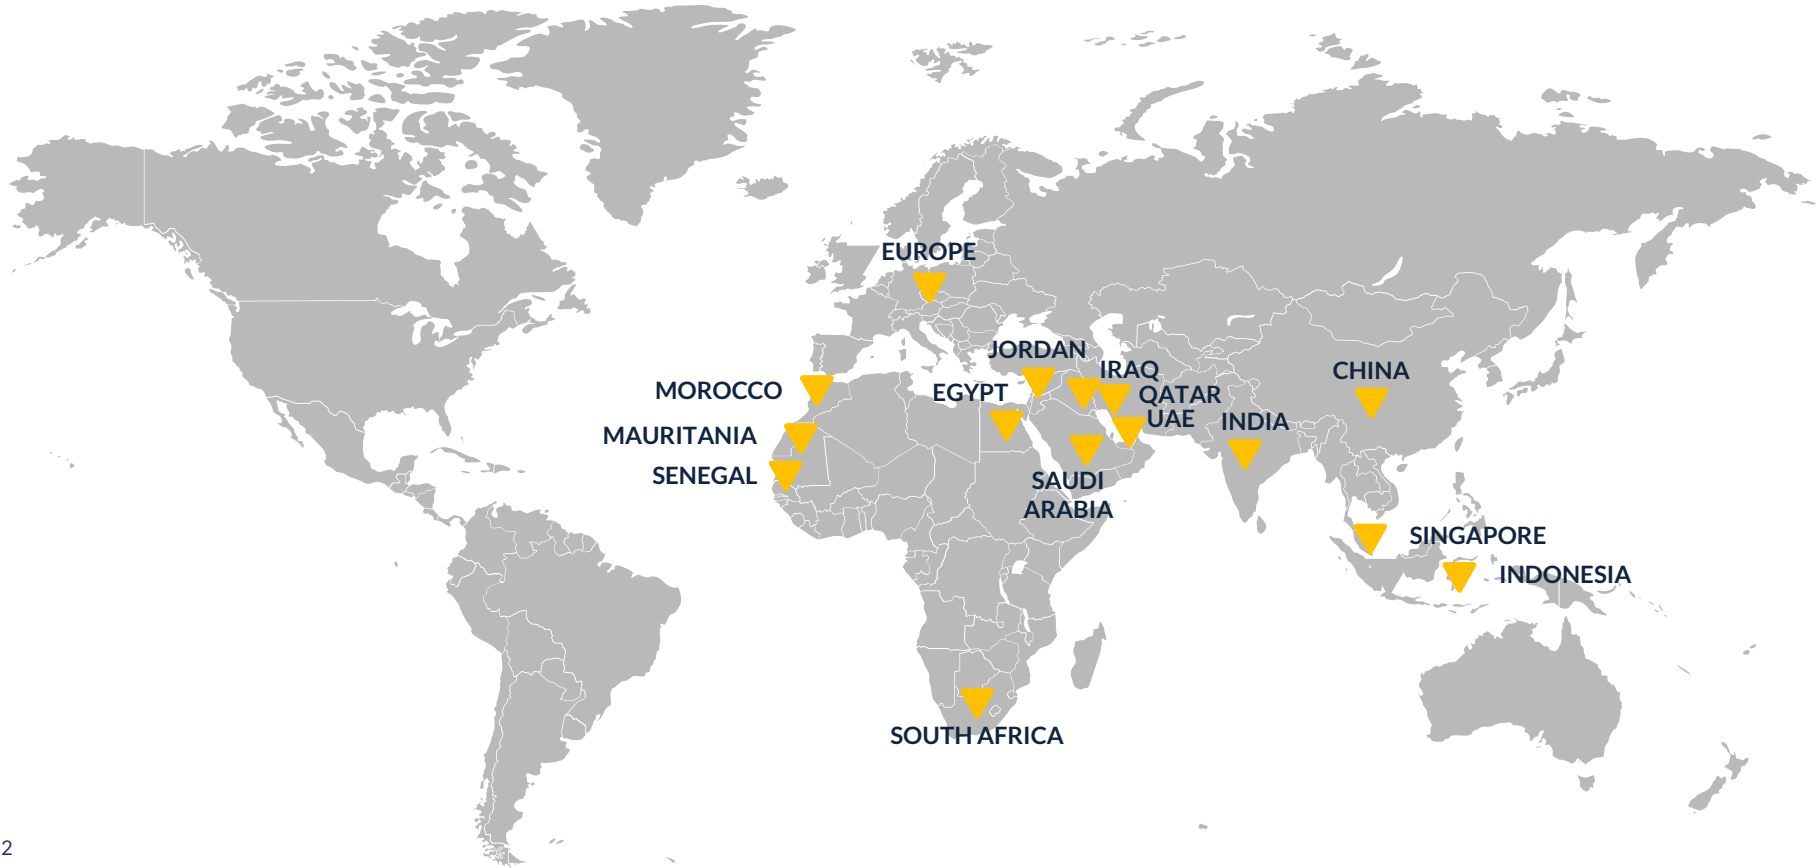 EUROPE
JORDAN
IRAQ
CHINA
MOROCCO
EGYPT
QATAR
UAE
INDIA
MAURITANIA
SENEGAL
SAUDI
ARABIA
SINGAPORE
INDONESIA
SOUTH AFRICA
2